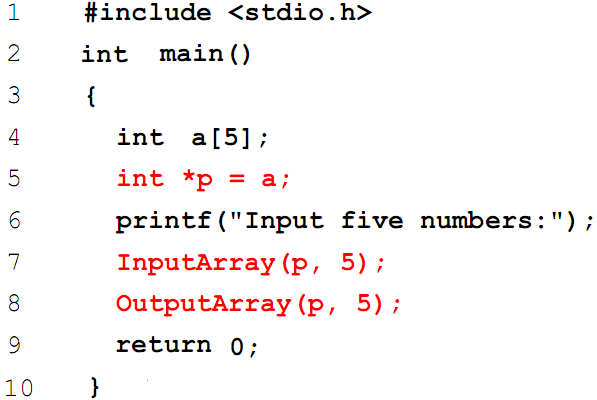 1 #include <stdio.h>
2 int main()
3 {
4 int a[5];
5 int *p = a;
6 printf("Input five numbers:");
7 InputArray(p, 5);
8 OutputArray(p, 5);
9 return 0;
10 }